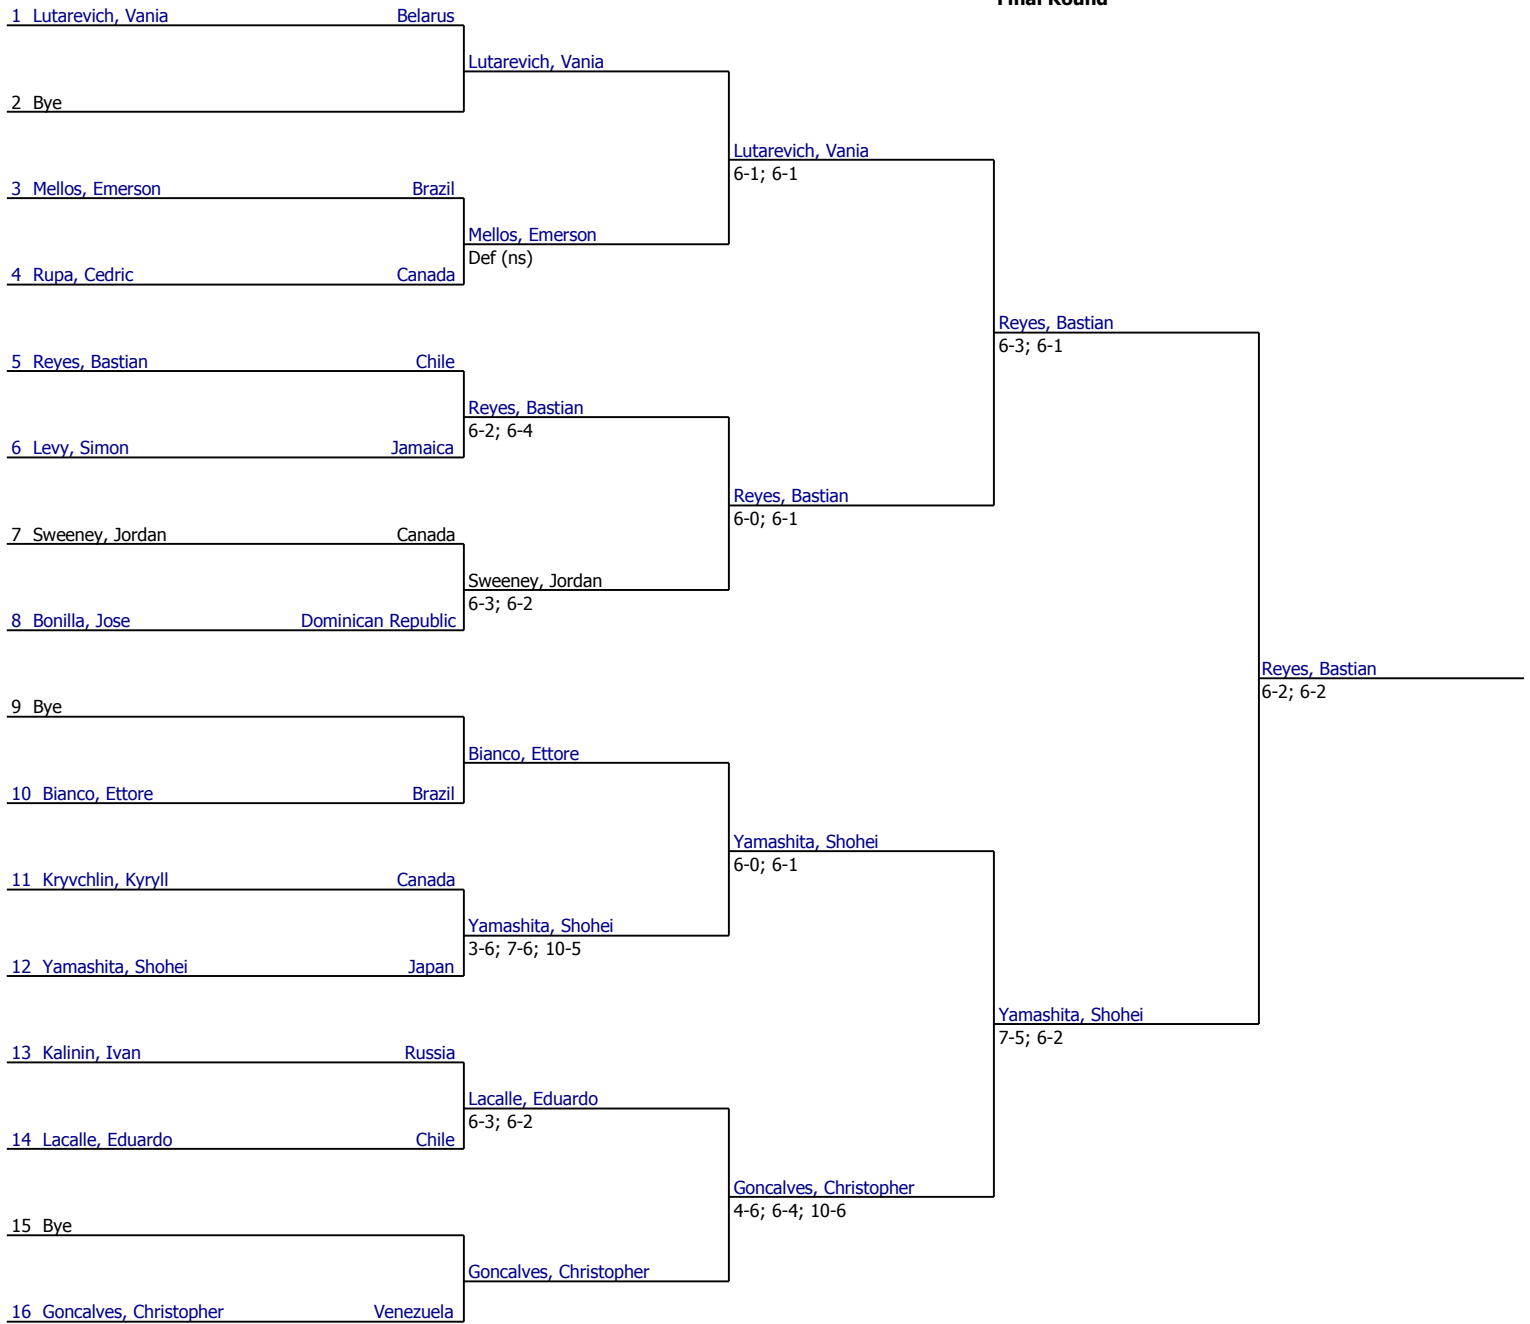 Final Round
1 Lutarevich, Vania Belarus
Lutarevich, Vania
2 Bye
Lutarevich, Vania
6-1; 6-1
3 Mellos, Emerson Brazil
Mellos, Emerson
Def (ns)
4 Rupa, Cedric Canada
Reyes, Bastian
6-3; 6-1
5 Reyes, Bastian Chile
Reyes, Bastian
6-2; 6-4
6 Levy, Simon Jamaica
Reyes, Bastian
6-0; 6-1
7 Sweeney, Jordan Canada
Sweeney, Jordan
6-3; 6-2
8 Bonilla, Jose Dominican Republic
Reyes, Bastian
6-2; 6-2
9 Bye
Bianco, Ettore
10 Bianco, Ettore Brazil
Yamashita, Shohei
6-0; 6-1
11 Kryvchlin, Kyryll Canada
Yamashita, Shohei
3-6; 7-6; 10-5
12 Yamashita, Shohei Japan
Yamashita, Shohei
7-5; 6-2
13 Kalinin, Ivan Russia
Lacalle, Eduardo
6-3; 6-2
14 Lacalle, Eduardo Chile
Goncalves, Christopher
4-6; 6-4; 10-6
15 Bye
Goncalves, Christopher
16 Goncalves, Christopher Venezuela